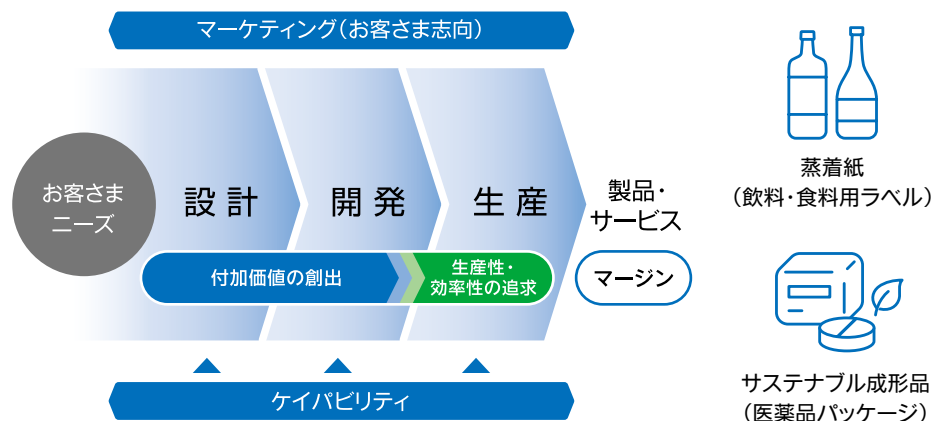 マーケティング(お客さま志向)
お客さま
ニーズ
設計
開発
生産
付加価値の創出
生産性・
効率性の追求
製品・
サービス
マージン
ケイパビリティ
蒸着紙
(飲料・食料用ラベル)
サステナブル成形品
(医薬品パッケージ)